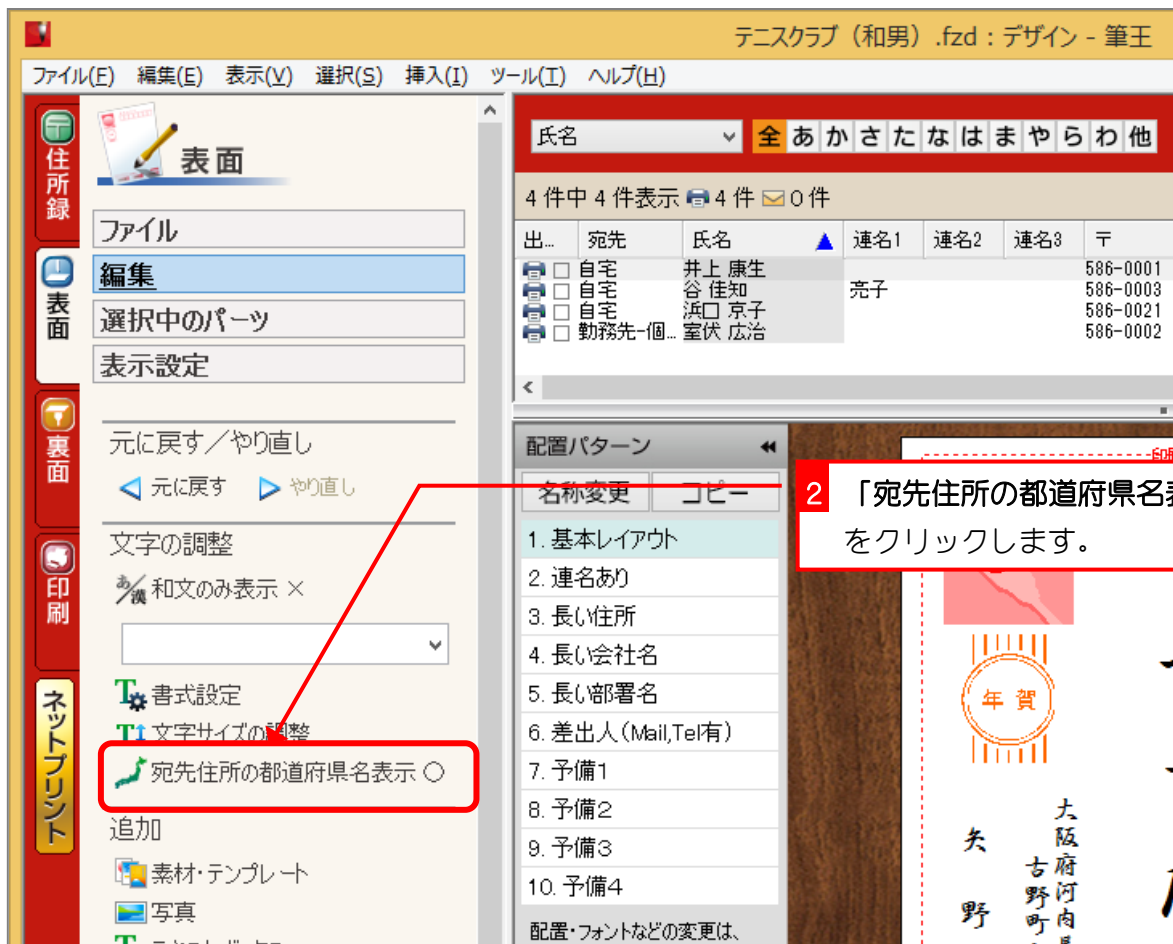 テニスクラブ（和男）.fzd：デザイン - 筆王
ファイル(F) 編集(E) 表示(V) 選択(S) 挿入(I) ツール(T) ヘルプ(H)
住所録
表面
裏面
印刷
ネットプリント
表面
ファイル
編集
選択中のパーツ
表示設定
元に戻す／やり直し
元に戻す やり直し
文字の調整
あ/漢 和文のみ表示 ×
書式設定
文字サイズの調整
宛先住所の都道府県名表示 ○
追加
素材・テンプレート
写真
氏名 全 あ か さ た な は ま や ら わ 他
4 件中 4 件表示 4 件 0 件
出... 宛先 氏名 連名1 連名2 連名3 〒
自宅 井上 康生 586-0001
自宅 谷 佳知 亮子 586-0003
自宅 浜口 京子 586-0021
勤務先-個... 室伏 広治 586-0002
配置パターン
名称変更 コピー
1. 基本レイアウト
2. 連名あり
3. 長い住所
4. 長い会社名
5. 長い部署名
6. 差出人（Mail,Tel有）
7. 予備1
8. 予備2
9. 予備3
10. 予備4
配置・フォントなどの変更は、
2 「宛先住所の都道府県名
をクリックします。
年賀
大阪府河内
古野町
矢野